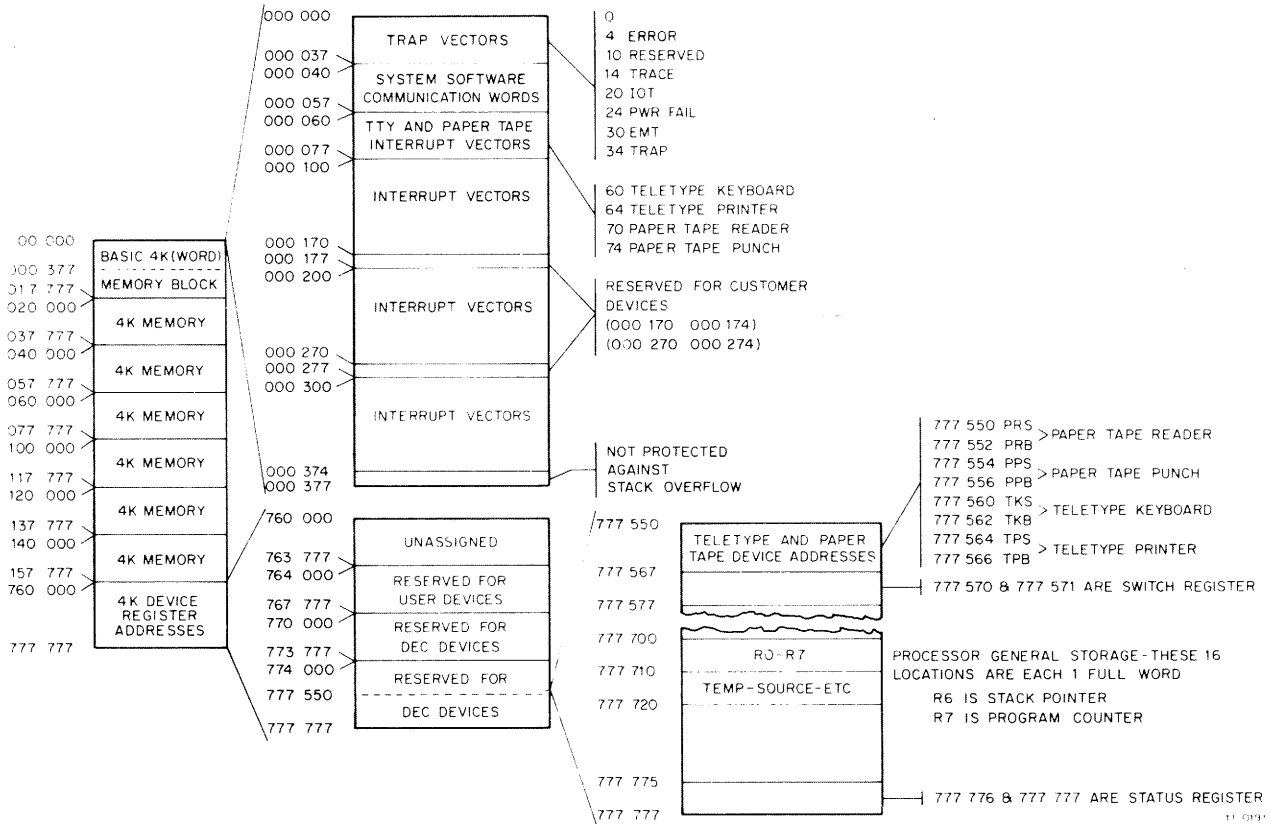 000 000
TRAP VECTORS
000 037
000 040
SYSTEM SOFTWARE
COMMUNICATION WORDS
000 057
000 060
TTY AND PAPER TAPE
INTERRUPT VECTORS
000 077
000 100
INTERRUPT VECTORS
000 170
000 177
000 200
INTERRUPT VECTORS
000 270
000 277
000 300
INTERRUPT VECTORS
000 374
000 377
0
4 ERROR
10 RESERVED
14 TRACE
20 IOT
24 PWR FAIL
30 EMT
34 TRAP
60 TELETYPE KEYBOARD
64 TELETYPE PRINTER
70 PAPER TAPE READER
74 PAPER TAPE PUNCH
RESERVED FOR CUSTOMER
DEVICES
(000 170 000 174)
(000 270 000 274)
NOT PROTECTED
AGAINST
STACK OVERFLOW
00 000
BASIC 4K(WORD)
000 377
MEMORY BLOCK
017 777
020 000
4K MEMORY
037 777
040 000
4K MEMORY
057 777
060 000
4K MEMORY
077 777
100 000
4K MEMORY
117 777
120 000
4K MEMORY
137 777
140 000
4K MEMORY
157 777
760 000
4K DEVICE
REGISTER
ADDRESSES
777 777
760 000
UNASSIGNED
763 777
764 000
RESERVED FOR
USER DEVICES
767 777
770 000
RESERVED FOR
DEC DEVICES
773 777
774 000
RESERVED FOR
777 550
DEC DEVICES
777 777
777 550
TELETYPE AND PAPER
TAPE DEVICE ADDRESSES
777 567
777 577
777 700
R0-R7
777 710
TEMP-SOURCE-ETC
777 720
777 775
777 777
777 550 PRS
777 552 PRB
> PAPER TAPE READER
777 554 PPS
777 556 PPB
> PAPER TAPE PUNCH
777 560 TKS
777 562 TKB
> TELETYPE KEYBOARD
777 564 TPS
777 566 TPB
> TELETYPE PRINTER
777 570 & 777 571 ARE SWITCH REGISTER
PROCESSOR GENERAL STORAGE-THESE 16
LOCATIONS ARE EACH 1 FULL WORD
R6 IS STACK POINTER
R7 IS PROGRAM COUNTER
777 776 & 777 777 ARE STATUS REGISTER